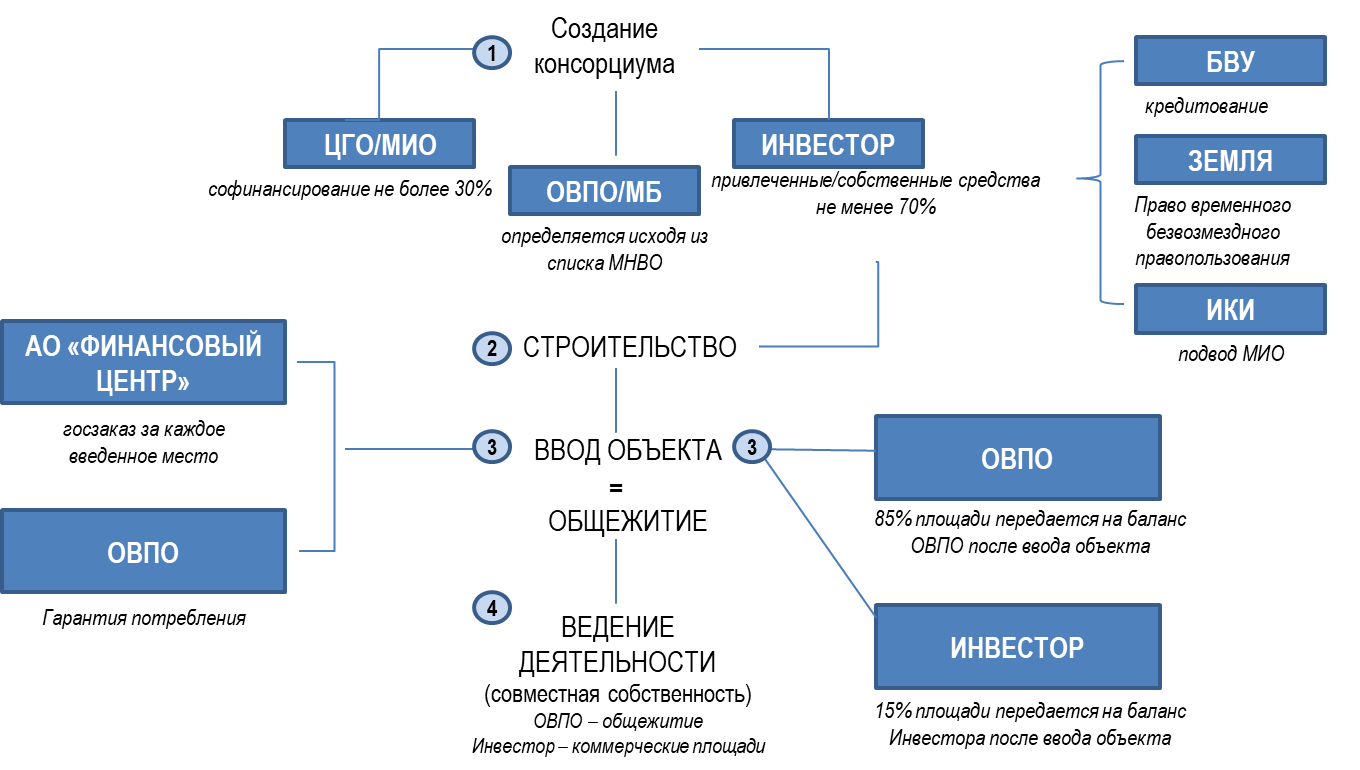 1
Создание
консорциума
ЦГО/МИО
софинансирование не более 30%
ОВПО/МБ
определяется исходя из
списка МНВО
ИНВЕСТОР
привлеченные/собственные средства
не менее 70%
БВУ
кредитование
ЗЕМЛЯ
Право временного
безвозмездного
правопользования
ИКИ
подвод МИО
2
СТРОИТЕЛЬСТВО
АО «ФИНАНСОВЫЙ
ЦЕНТР»
госзаказ за каждое
введенное место
ОВПО
Гарантия потребления
3
ВВОД ОБЪЕКТА
=
ОБЩЕЖИТИЕ
3
ОВПО
85% площади передается на баланс
ОВПО после ввода объекта
ИНВЕСТОР
15% площади передается на баланс
Инвестора после ввода объекта
4
ВЕДЕНИЕ
ДЕЯТЕЛЬНОСТИ
(совместная собственность)
ОВПО – общежитие
Инвестор – коммерческие площади